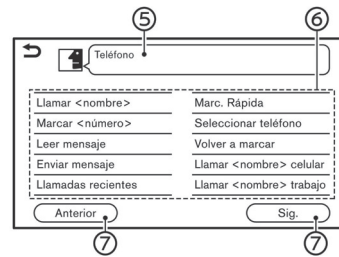 ⑤ ⑥
Teléfono
Llamar <nombre> Marc. Rápida
Marcar <número> Seleccionar teléfono
Leer mensaje Volver a marcar
Enviar mensaje Llamar <nombre> celular
Llamadas recientes Llamar <nombre> trabajo
Anterior Sig.
⑦ ⑦